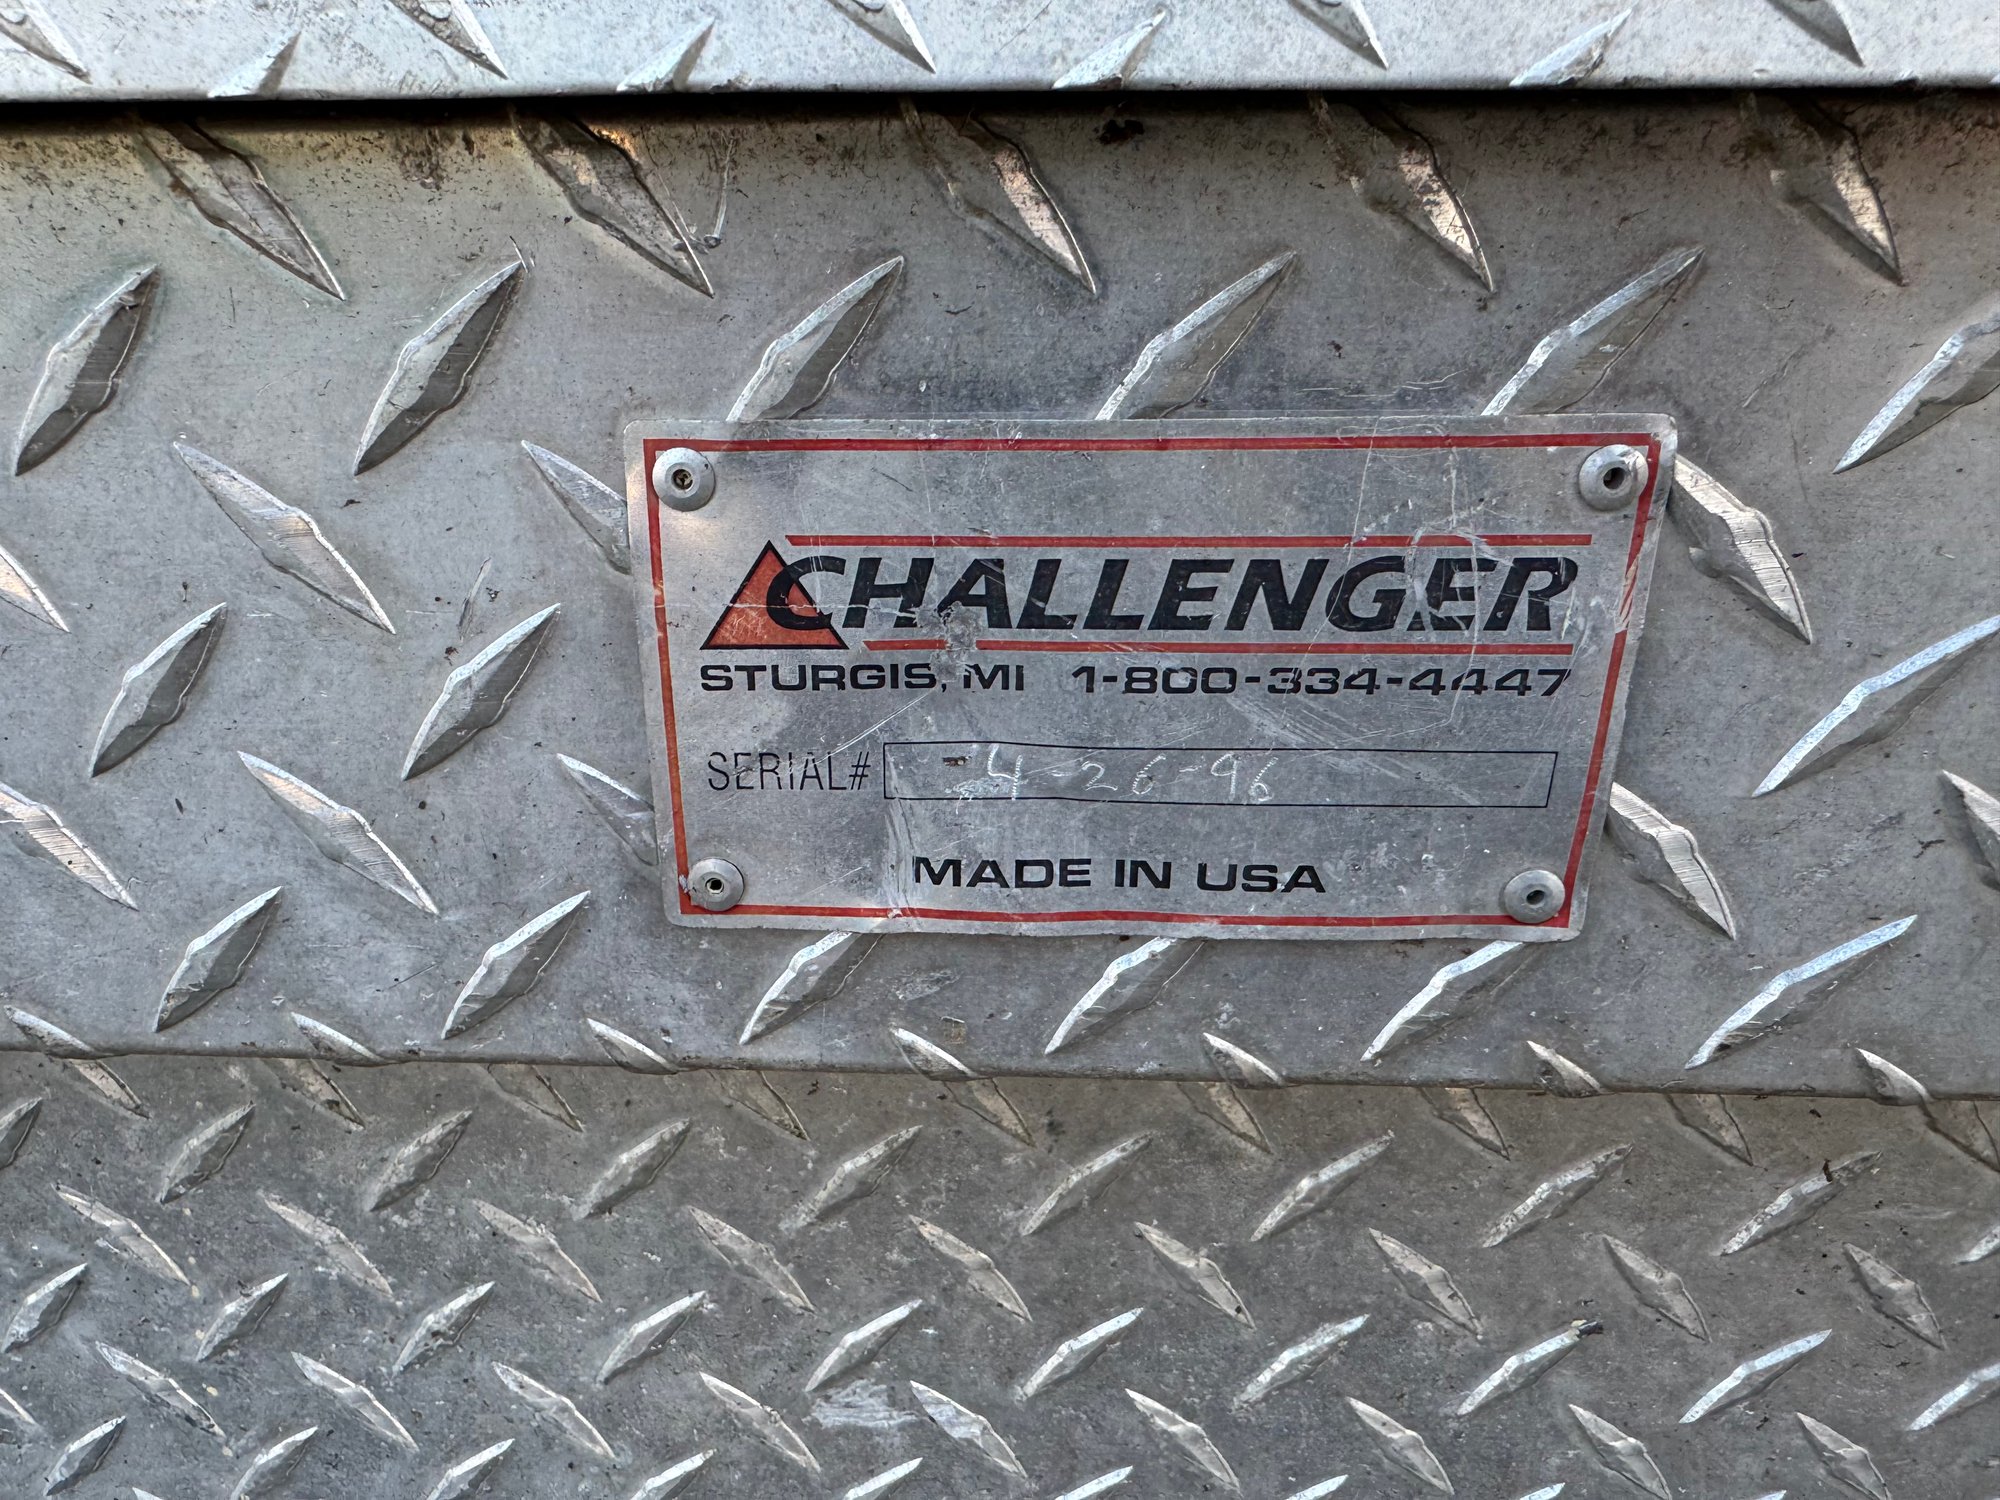 CHALLENGER
STURGIS, MI 1-800-334-4447
SERIAL# 4-26-96
MADE IN USA